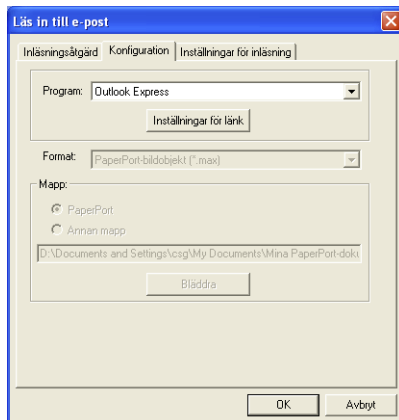 Läs in till e-post
Inläsningsåtgärd Konfiguration Inställningar för inläsning
Program: Outlook Express
Inställningar för länk
Format: PaperPort-bildobjekt (*.max)
Mapp:
PaperPort
Annan mapp
D:\Documents and Settings\csg\My Documents\Mina PaperPort-doku
Bläddra
OK Avbryt